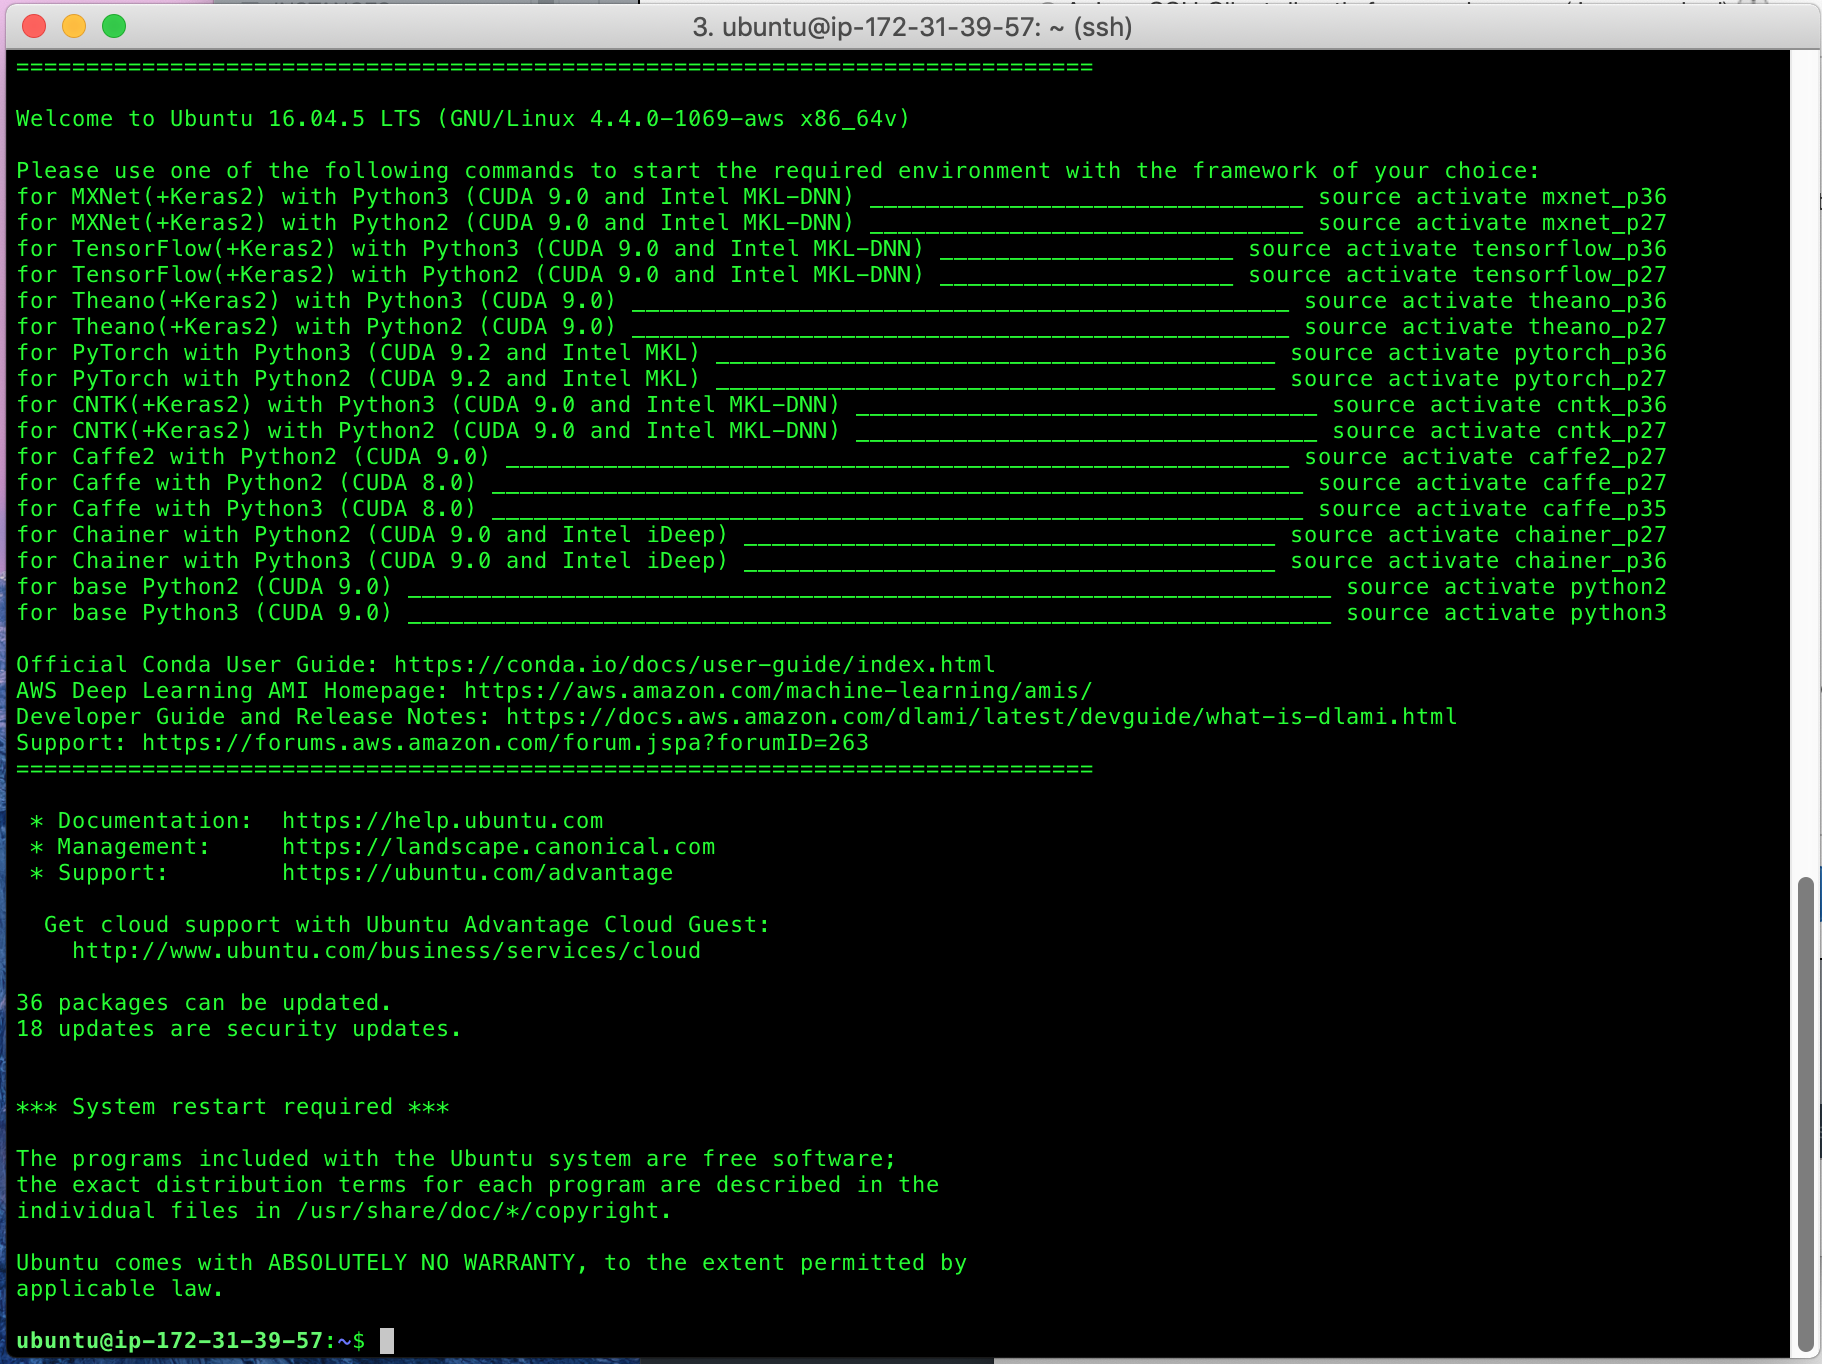 3. ubuntu@ip-172-31-39-57: ~ (ssh)
=============================================================================
Welcome to Ubuntu 16.04.5 LTS (GNU/Linux 4.4.0-1069-aws x86_64v)
Please use one of the following commands to start the required environment with the framework of your choice:
for MXNet(+Keras2) with Python3 (CUDA 9.0 and Intel MKL-DNN) _______________________________ source activate mxnet_p36
for MXNet(+Keras2) with Python2 (CUDA 9.0 and Intel MKL-DNN) _______________________________ source activate mxnet_p27
for TensorFlow(+Keras2) with Python3 (CUDA 9.0 and Intel MKL-DNN) _____________________ source activate tensorflow_p36
for TensorFlow(+Keras2) with Python2 (CUDA 9.0 and Intel MKL-DNN) _____________________ source activate tensorflow_p27
for Theano(+Keras2) with Python3 (CUDA 9.0) _______________________________________________ source activate theano_p36
for Theano(+Keras2) with Python2 (CUDA 9.0) _______________________________________________ source activate theano_p27
for PyTorch with Python3 (CUDA 9.2 and Intel MKL) ________________________________________ source activate pytorch_p36
for PyTorch with Python2 (CUDA 9.2 and Intel MKL) ________________________________________ source activate pytorch_p27
for CNTK(+Keras2) with Python3 (CUDA 9.0 and Intel MKL-DNN) _________________________________ source activate cntk_p36
for CNTK(+Keras2) with Python2 (CUDA 9.0 and Intel MKL-DNN) _________________________________ source activate cntk_p27
for Caffe2 with Python2 (CUDA 9.0) ________________________________________________________ source activate caffe2_p27
for Caffe with Python2 (CUDA 8.0) __________________________________________________________ source activate caffe_p27
for Caffe with Python3 (CUDA 8.0) __________________________________________________________ source activate caffe_p35
for Chainer with Python2 (CUDA 9.0 and Intel iDeep) ______________________________________ source activate chainer_p27
for Chainer with Python3 (CUDA 9.0 and Intel iDeep) ______________________________________ source activate chainer_p36
for base Python2 (CUDA 9.0) __________________________________________________________________ source activate python2
for base Python3 (CUDA 9.0) __________________________________________________________________ source activate python3
Official Conda User Guide: https://conda.io/docs/user-guide/index.html
AWS Deep Learning AMI Homepage: https://aws.amazon.com/machine-learning/amis/
Developer Guide and Release Notes: https://docs.aws.amazon.com/dlami/latest/devguide/what-is-dlami.html
Support: https://forums.aws.amazon.com/forum.jspa?forumID=263
=============================================================================
* Documentation:  https://help.ubuntu.com
* Management:     https://landscape.canonical.com
* Support:        https://ubuntu.com/advantage
Get cloud support with Ubuntu Advantage Cloud Guest:
http://www.ubuntu.com/business/services/cloud
36 packages can be updated.
18 updates are security updates.
*** System restart required ***
The programs included with the Ubuntu system are free software;
the exact distribution terms for each program are described in the
individual files in /usr/share/doc/*/copyright.
Ubuntu comes with ABSOLUTELY NO WARRANTY, to the extent permitted by
applicable law.
ubuntu@ip-172-31-39-57:~$